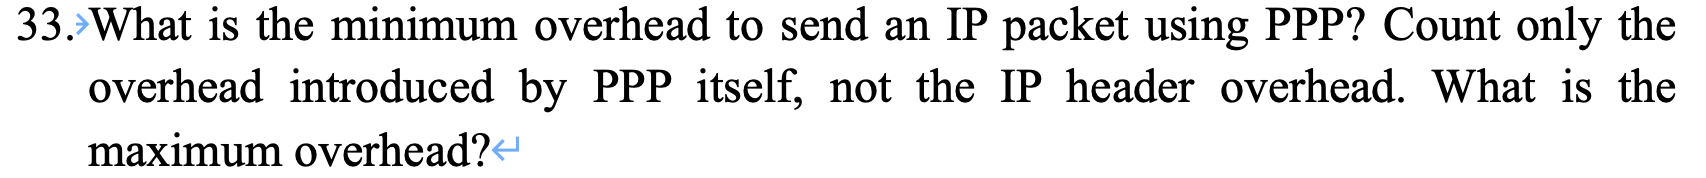 33. What is the minimum overhead to send an IP packet using PPP? Count only the
overhead introduced by PPP itself, not the IP header overhead. What is the
maximum overhead?